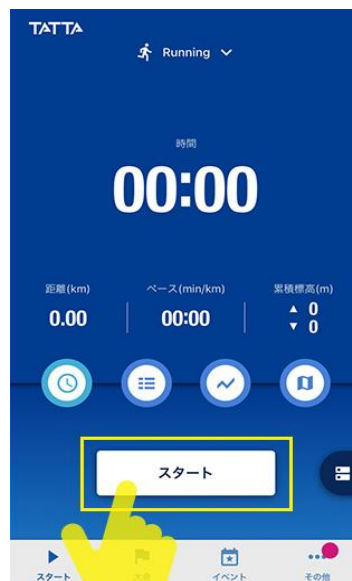 TATTA
Running
時間
00:00
距離(km)
ペース(min/km)
累積標高(m)
0.00
00:00
▲ 0
▼ 0
スタート
スタート
大会
イベント
その他